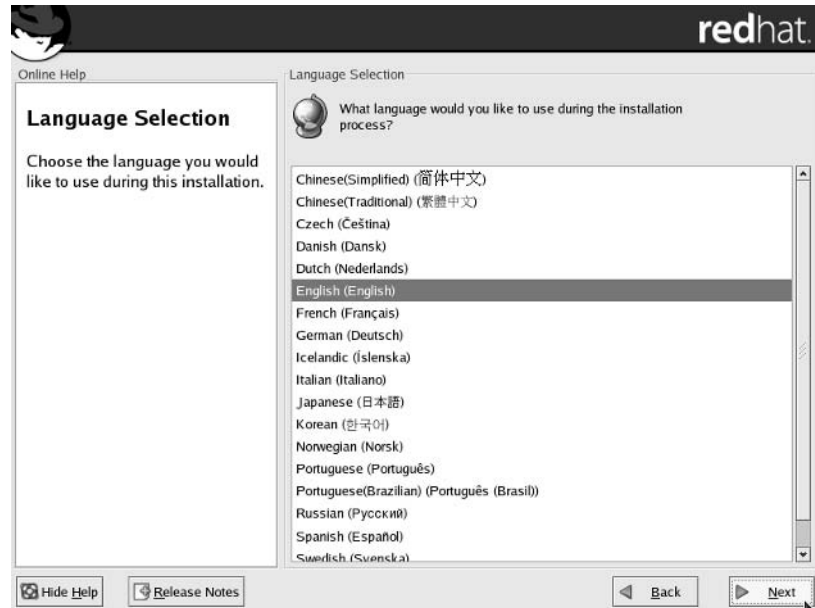 redhat.
Online Help
Language Selection
Choose the language you would
like to use during this installation.
Language Selection
What language would you like to use during the installation
process?
Chinese(Simplified) (简体中文)
Chinese(Traditional) (繁體中文)
Czech (Čeština)
Danish (Dansk)
Dutch (Nederlands)
English (English)
French (Français)
German (Deutsch)
Icelandic (Íslenska)
Italian (Italiano)
Japanese (日本語)
Korean (한국어)
Norwegian (Norsk)
Portuguese (Português)
Portuguese(Brazilian) (Português (Brasil))
Russian (Русский)
Spanish (Español)
Swedish (Svenska)
Hide Help
Release Notes
Back
Next